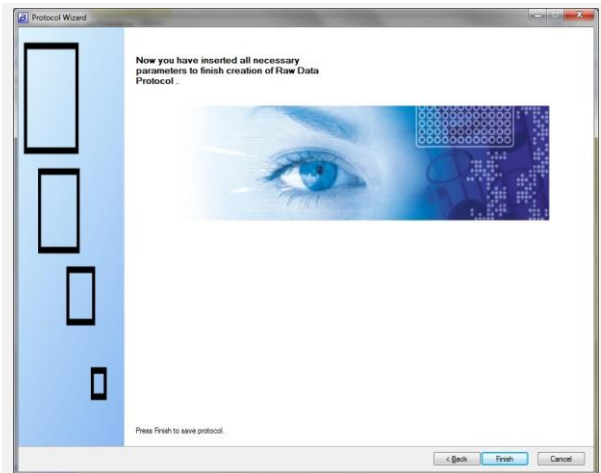 Protocol Wizard
Now you have inserted all necessary
parameters to finish creation of Raw Data
Protocol .
Press Finish to save protocol.
< Back
Finish
Cancel